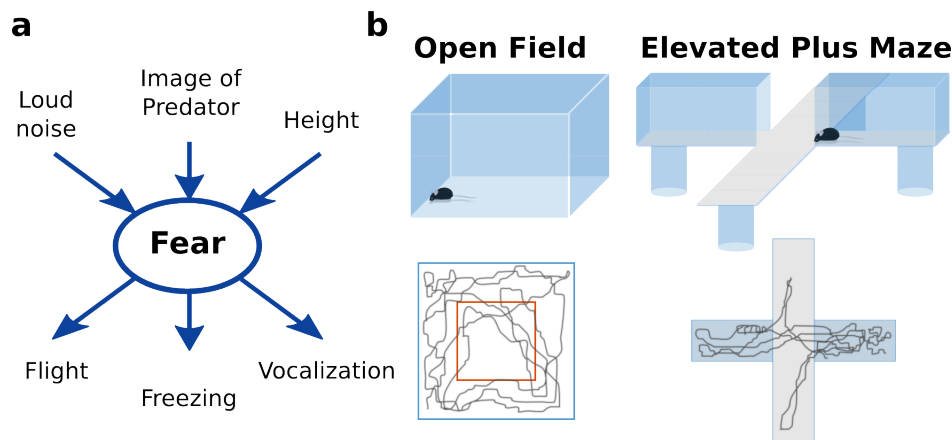 a
Loud
noise
Image of
Predator
Height
Fear
Flight
Freezing
Vocalization
b
Open Field
Elevated Plus Maze